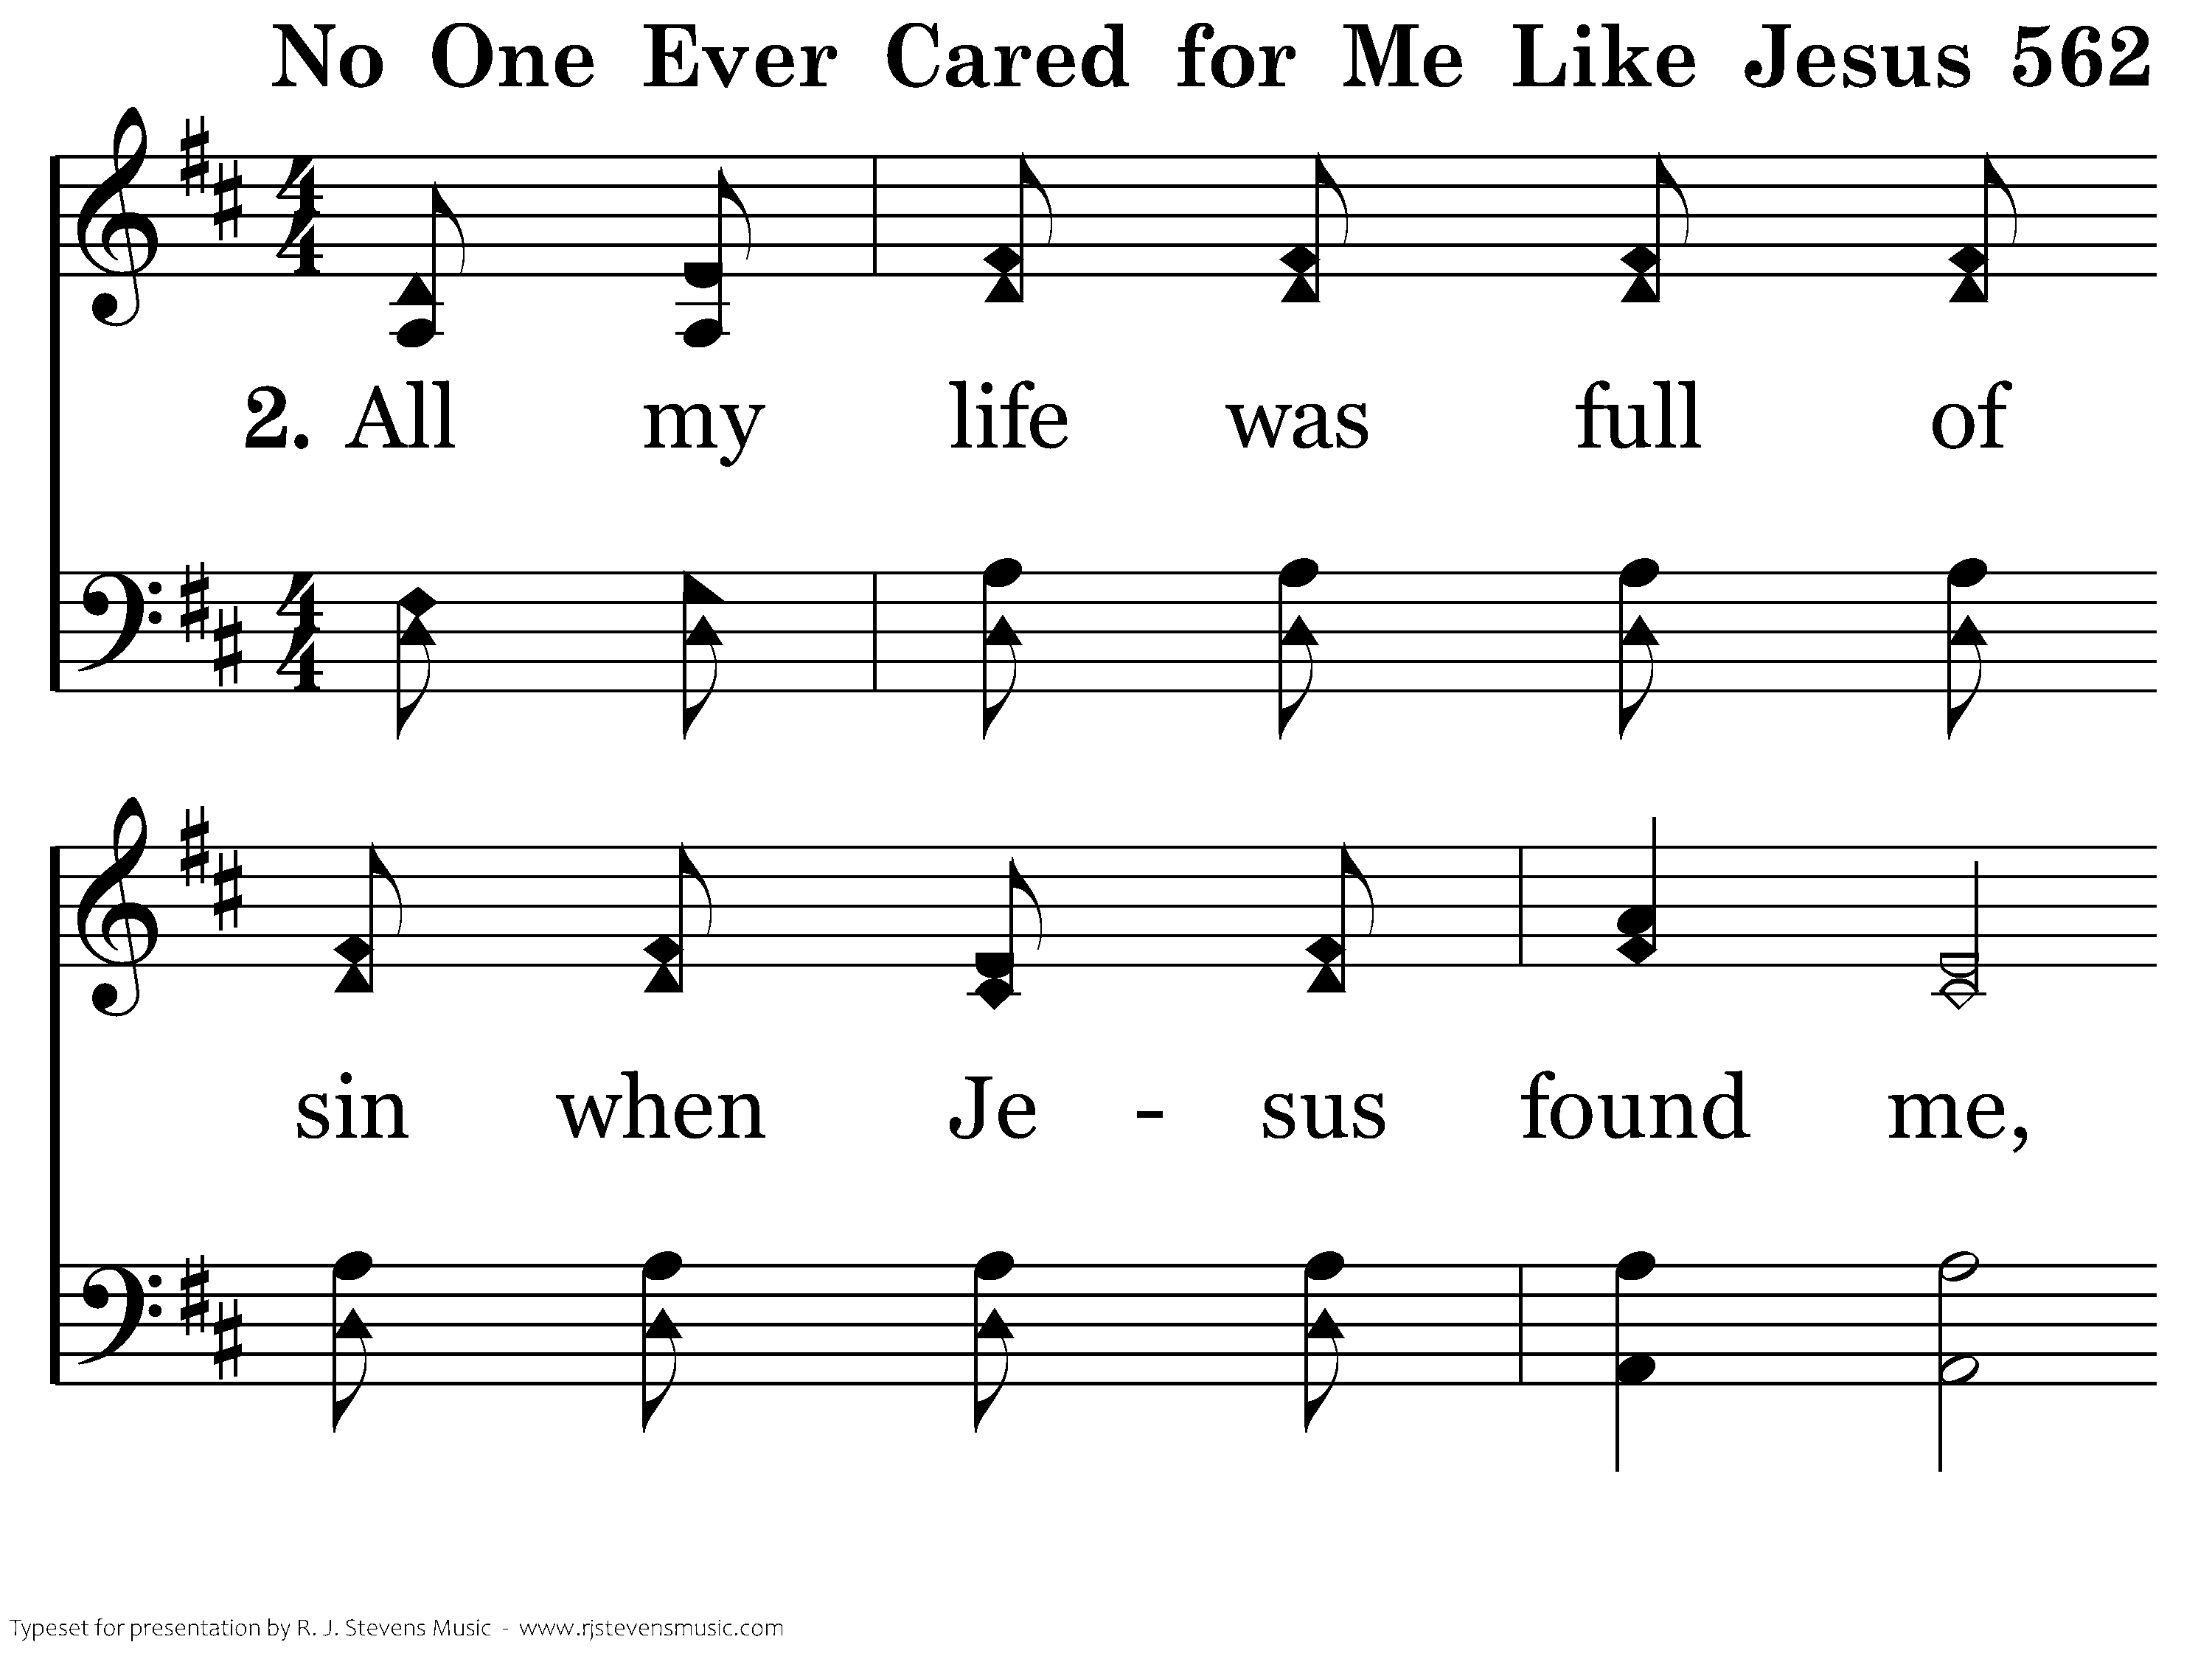 No One Ever Cared for Me Like Jesus 562
2. All my life was full of
sin when Je - sus found me,
Typeset for presentation by R. J. Stevens Music - www.rjstevensmusic.com